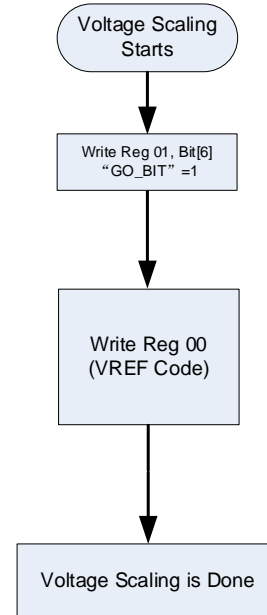 Voltage Scaling
Starts
Write Reg 01, Bit[6]
“GO_BIT” =1
Write Reg 00
(VREF Code)
Voltage Scaling is Done